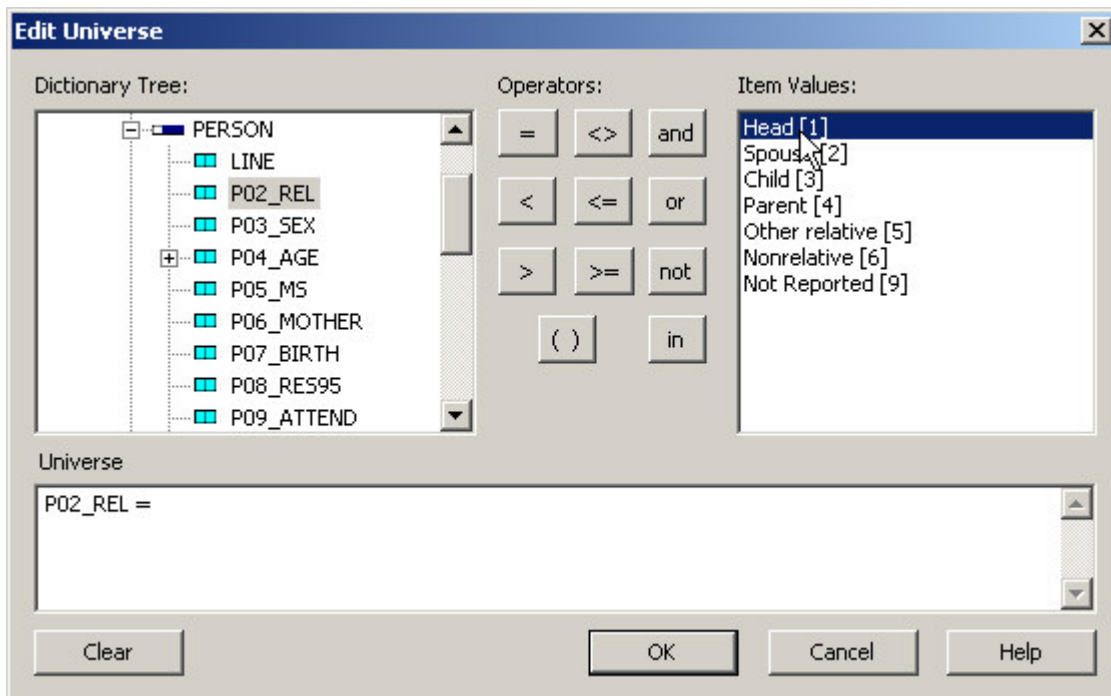 Edit Universe
Dictionary Tree:
PERSON
LINE
P02_REL
P03_SEX
P04_AGE
P05_MS
P06_MOTHER
P07_BIRTH
P08_RES95
P09_ATTEND
Operators:
= <> and
< <= or
> >= not
( ) in
Item Values:
Head [1]
Spouse [2]
Child [3]
Parent [4]
Other relative [5]
Nonrelative [6]
Not Reported [9]
Universe
P02_REL =
Clear OK Cancel Help